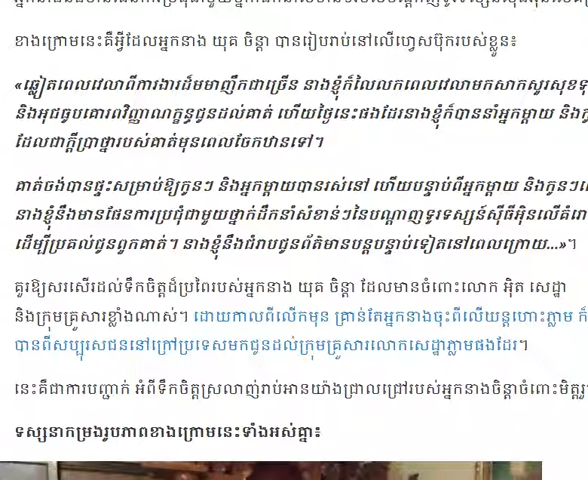 ខាងក្រោមនេះគឺអ្វីដែលអ្នកនាង យុគ ចិន្តា បានរៀបរាប់នៅលើហ្វេសប៊ុករបស់ខ្លួន៖
«ឆ្លៀតពេលវេលាពីការងារដ៏មមាញឹកជាច្រើន នាងខ្ញុំក៏លៃលកពេលវេលាមកសាកសួរសុខទុ
និងអុជធូបគោរពវិញ្ញាណក្ខន្ធជូនដល់គាត់ ហើយថ្ងៃនេះផងដែរនាងខ្ញុំក៏បាននាំអ្នកម្តាយ និងកូ
ដែលជាក្តីប្រាថ្នារបស់គាត់មុនពេលចែកឋានទៅ។
គាត់ចង់បានផ្ទះសម្រាប់ឱ្យកូនៗ និងអ្នកម្តាយបានរស់នៅ ហើយបន្ទាប់ពីអ្នកម្តាយ និងកូនៗ
នាងខ្ញុំនឹងមានផែនការប្រជុំជាមួយថ្នាក់ដឹកនាំសំខាន់ៗនៃបណ្តាញទូរទស្សន៍ស៊ីធីអិនលើគំរោ
ដើម្បីប្រគល់ជូនពួកគាត់។ នាងខ្ញុំនឹងជំរាបជូនព័ត៌មានបន្តបន្ទាប់ទៀតនៅពេលក្រោយ...»។
គួរឱ្យសរសើរដល់ទឹកចិត្តដ៏ប្រពៃរបស់អ្នកនាង យុគ ចិន្តា ដែលមានចំពោះលោក អ៊ិត សេដ្ឋា
និងក្រុមគ្រួសារខ្លាំងណាស់។ ដោយកាលពីលើកមុន គ្រាន់តែអ្នកនាងចុះពីលើយន្តហោះភ្លាម ក៏
បានពីសប្បុរសជននៅក្រៅប្រទេសមកជូនដល់ក្រុមគ្រួសារលោកសេដ្ឋាភ្លាមផងដែរ។
នេះគឺជាការបញ្ជាក់ អំពីទឹកចិត្តស្រលាញ់រាប់អានយ៉ាងជ្រាលជ្រៅរបស់អ្នកនាងចិន្តាចំពោះមិត្តរួ
ទស្សនាកម្រងរូបភាពខាងក្រោមនេះទាំងអស់គ្នា៖